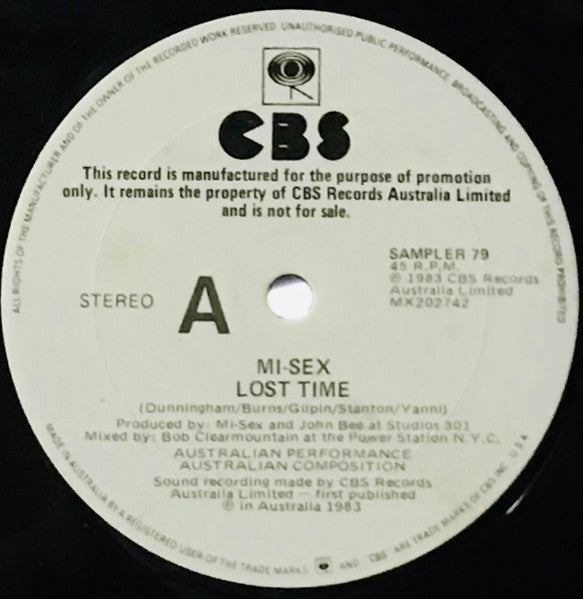 ALL RIGHTS OF THE MANUFACTURER AND OF THE OWNER OF THE RECORDED WORK RESERVED. UNAUTHORISED PUBLIC PERFORMANCE, BROADCASTING AND COPYING OF THIS RECORD PROHIBITED
CBS
This record is manufactured for the purpose of promotion
only. It remains the property of CBS Records Australia Limited
and is not for sale.
SAMPLER 79
45 R.P.M.
℗ 1983 CBS Records
Australia Limited
MX202742
STEREO
A
MI-SEX
LOST TIME
(Dunningham/Burns/Gilpin/Stanton/Yanni)
Produced by: Mi-Sex and John Bee at Studios 301
Mixed by: Bob Clearmountain at the Power Station N.Y.C.
AUSTRALIAN PERFORMANCE
AUSTRALIAN COMPOSITION
Sound recording made by CBS Records
Australia Limited — first published
℗ in Australia 1983
MADE IN AUSTRALIA BY A REGISTERED USER OF THE TRADE MARKS AND "CBS" ARE TRADE MARKS OF CBS INC. U.S.A.